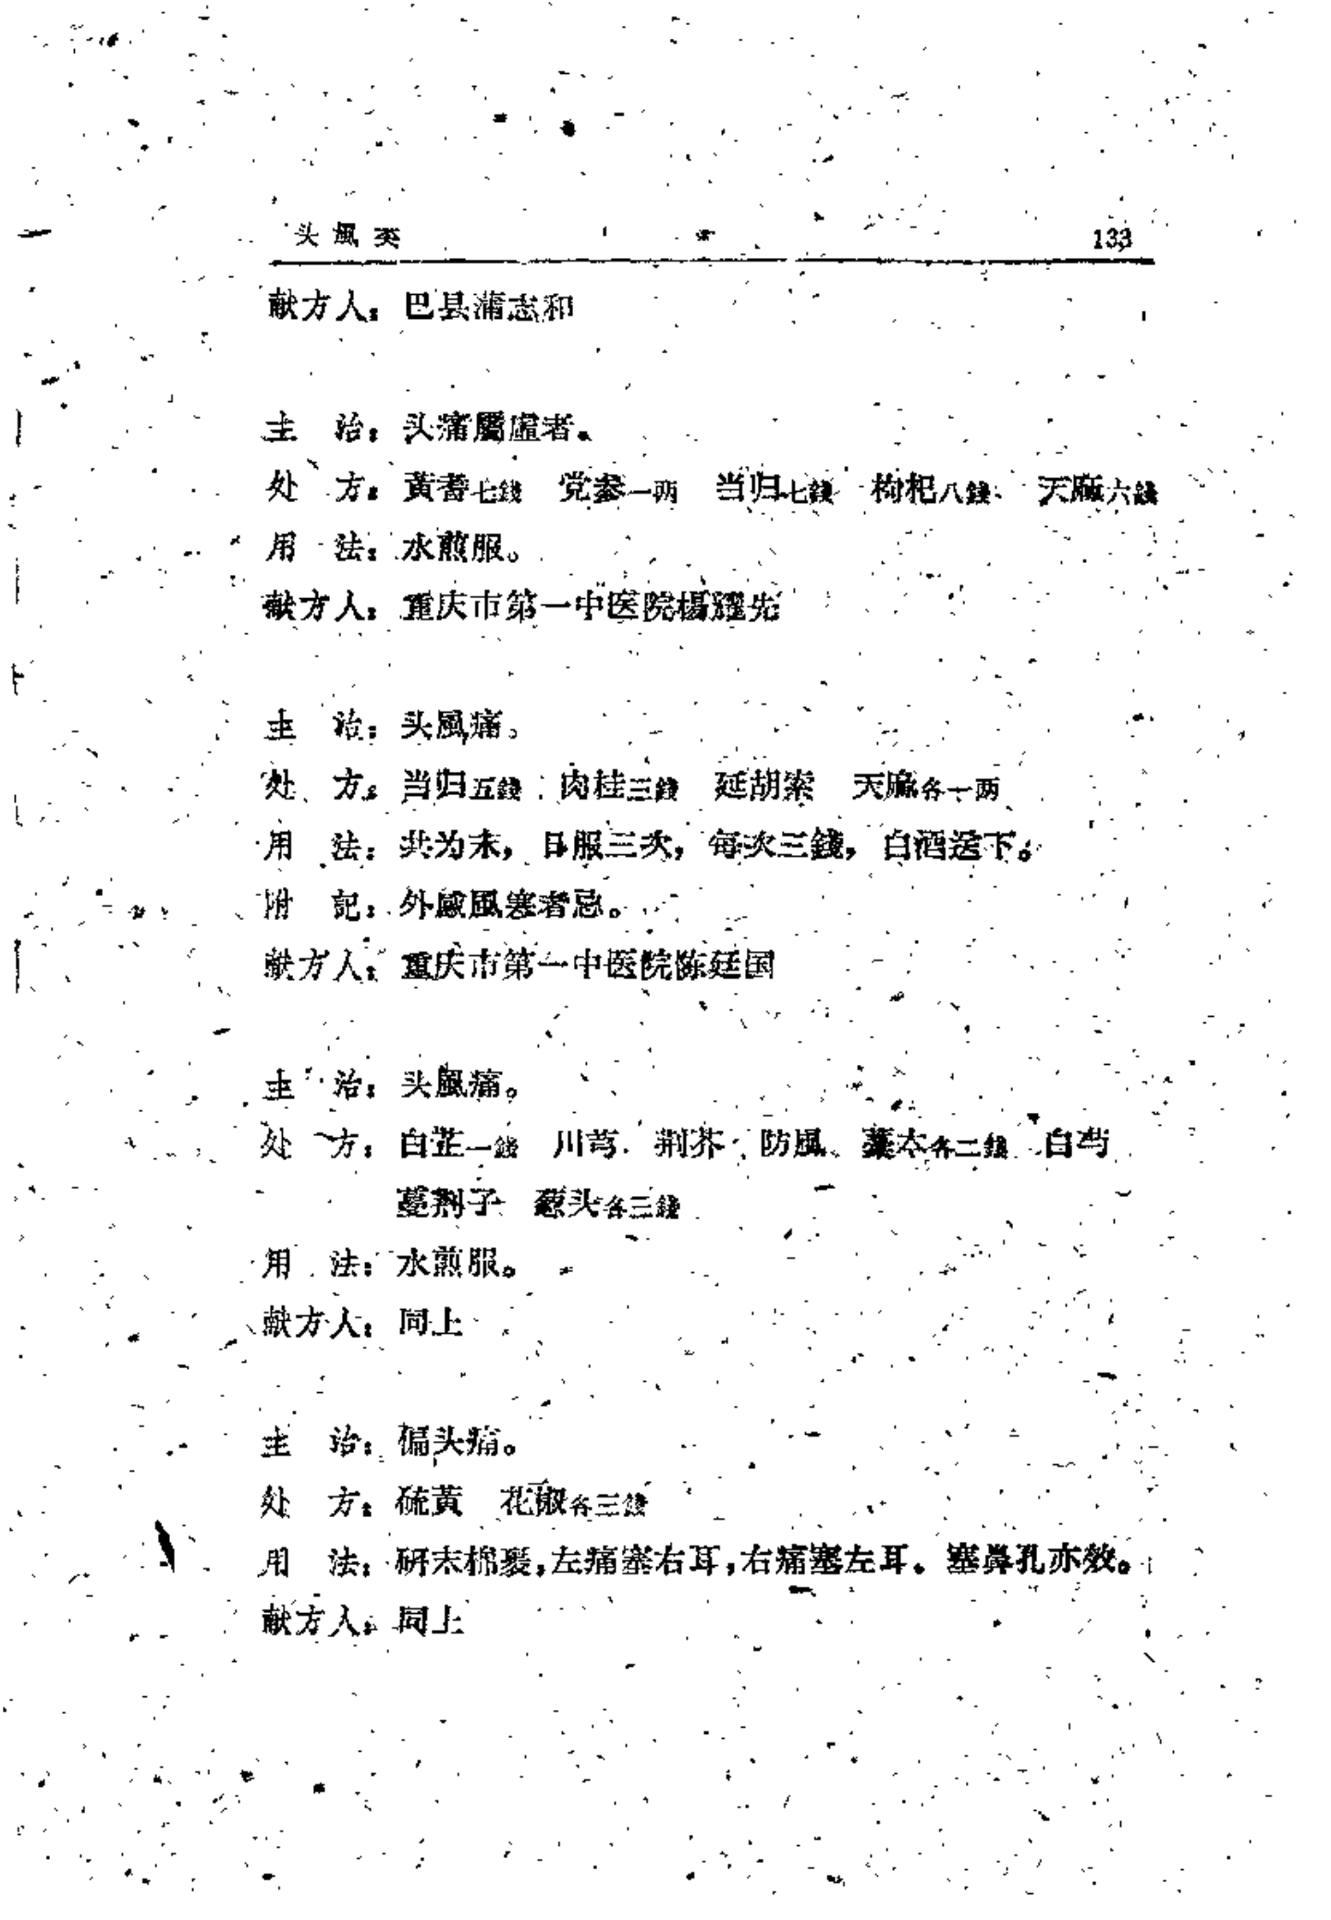 头風类 133
献方人：巴县蒲志和
主　治：头痛屬虛者。
处　方：黃耆七錢　党参一两　当归七錢　枸杞八錢　天麻六錢
用　法：水煎服。
献方人：重庆市第一中医院楊耀先
主　治：头風痛。
处　方：当归五錢　肉桂三錢　延胡索　天麻各一两
用　法：共为末，日服三次，每次三錢，白酒送下。
附　記：外感風寒者忌。
献方人：重庆市第一中医院陈廷国
主　治：头風痛。
处　方：白芷一錢　川芎　荆芥　防風　藁本各二錢　白芍
蔓荆子　葱头各三錢
用　法：水煎服。
献方人：同上
主　治：偏头痛。
处　方：硫黃　花椒各三錢
用　法：研末棉裹，左痛塞右耳，右痛塞左耳。塞鼻孔亦效。
献方人：同上